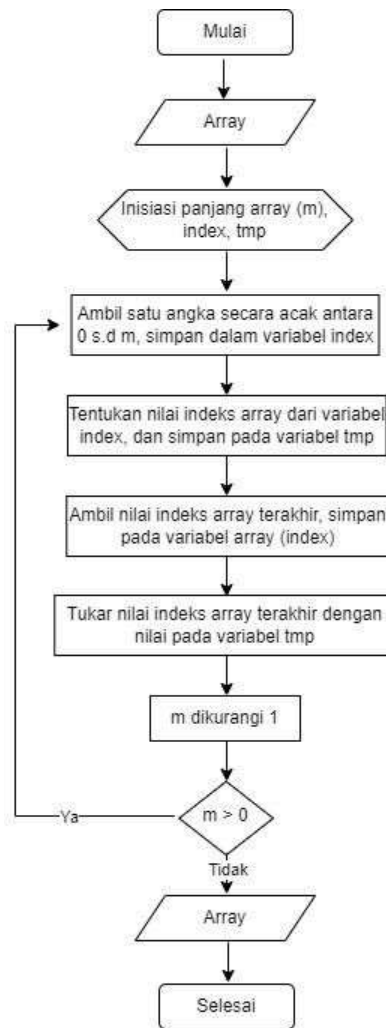 Mulai
Array
Inisiasi panjang array (m),
index, tmp
Ambil satu angka secara acak antara
0 s.d m, simpan dalam variabel index
Tentukan nilai indeks array dari variabel
index, dan simpan pada variabel tmp
Ambil nilai indeks array terakhir, simpan
pada variabel array (index)
Tukar nilai indeks array terakhir dengan
nilai pada variabel tmp
m dikurangi 1
m > 0
Ya
Tidak
Array
Selesai